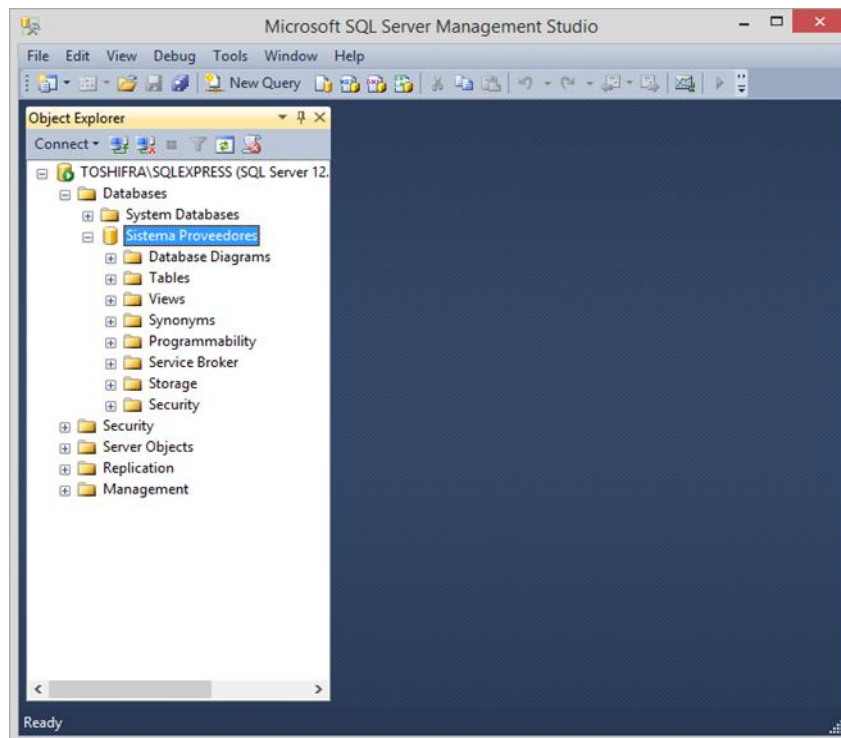 Microsoft SQL Server Management Studio
File Edit View Debug Tools Window Help
New Query
Object Explorer
Connect
TOSHIFRA\SQLEXPRESS (SQL Server 12.
Databases
System Databases
Sistema Proveedores
Database Diagrams
Tables
Views
Synonyms
Programmability
Service Broker
Storage
Security
Security
Server Objects
Replication
Management
Ready